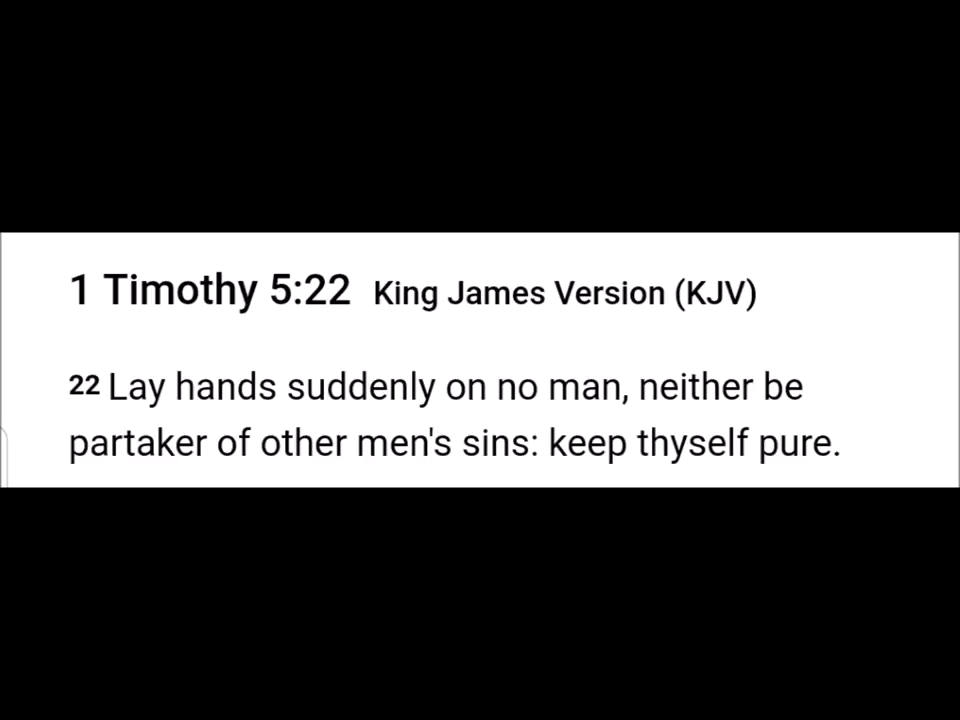 1 Timothy 5:22 King James Version (KJV)
22 Lay hands suddenly on no man, neither be
partaker of other men's sins: keep thyself pure.